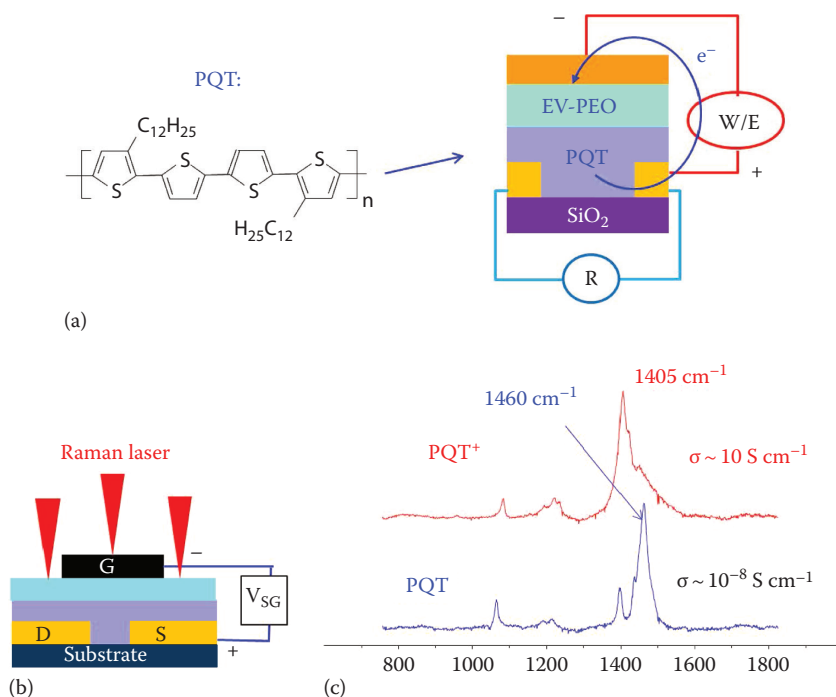 PQT:
C₁₂H₂₅
S
S
S
S
n
H₂₅C₁₂
−
e⁻
EV-PEO
W/E
PQT
+
SiO₂
R
(a)
Raman laser
G
−
V_SG
D
S
+
Substrate
(b)
1405 cm⁻¹
1460 cm⁻¹
PQT⁺
σ ~ 10 S cm⁻¹
PQT
σ ~ 10⁻⁸ S cm⁻¹
800 1000 1200 1400 1600 1800
(c)